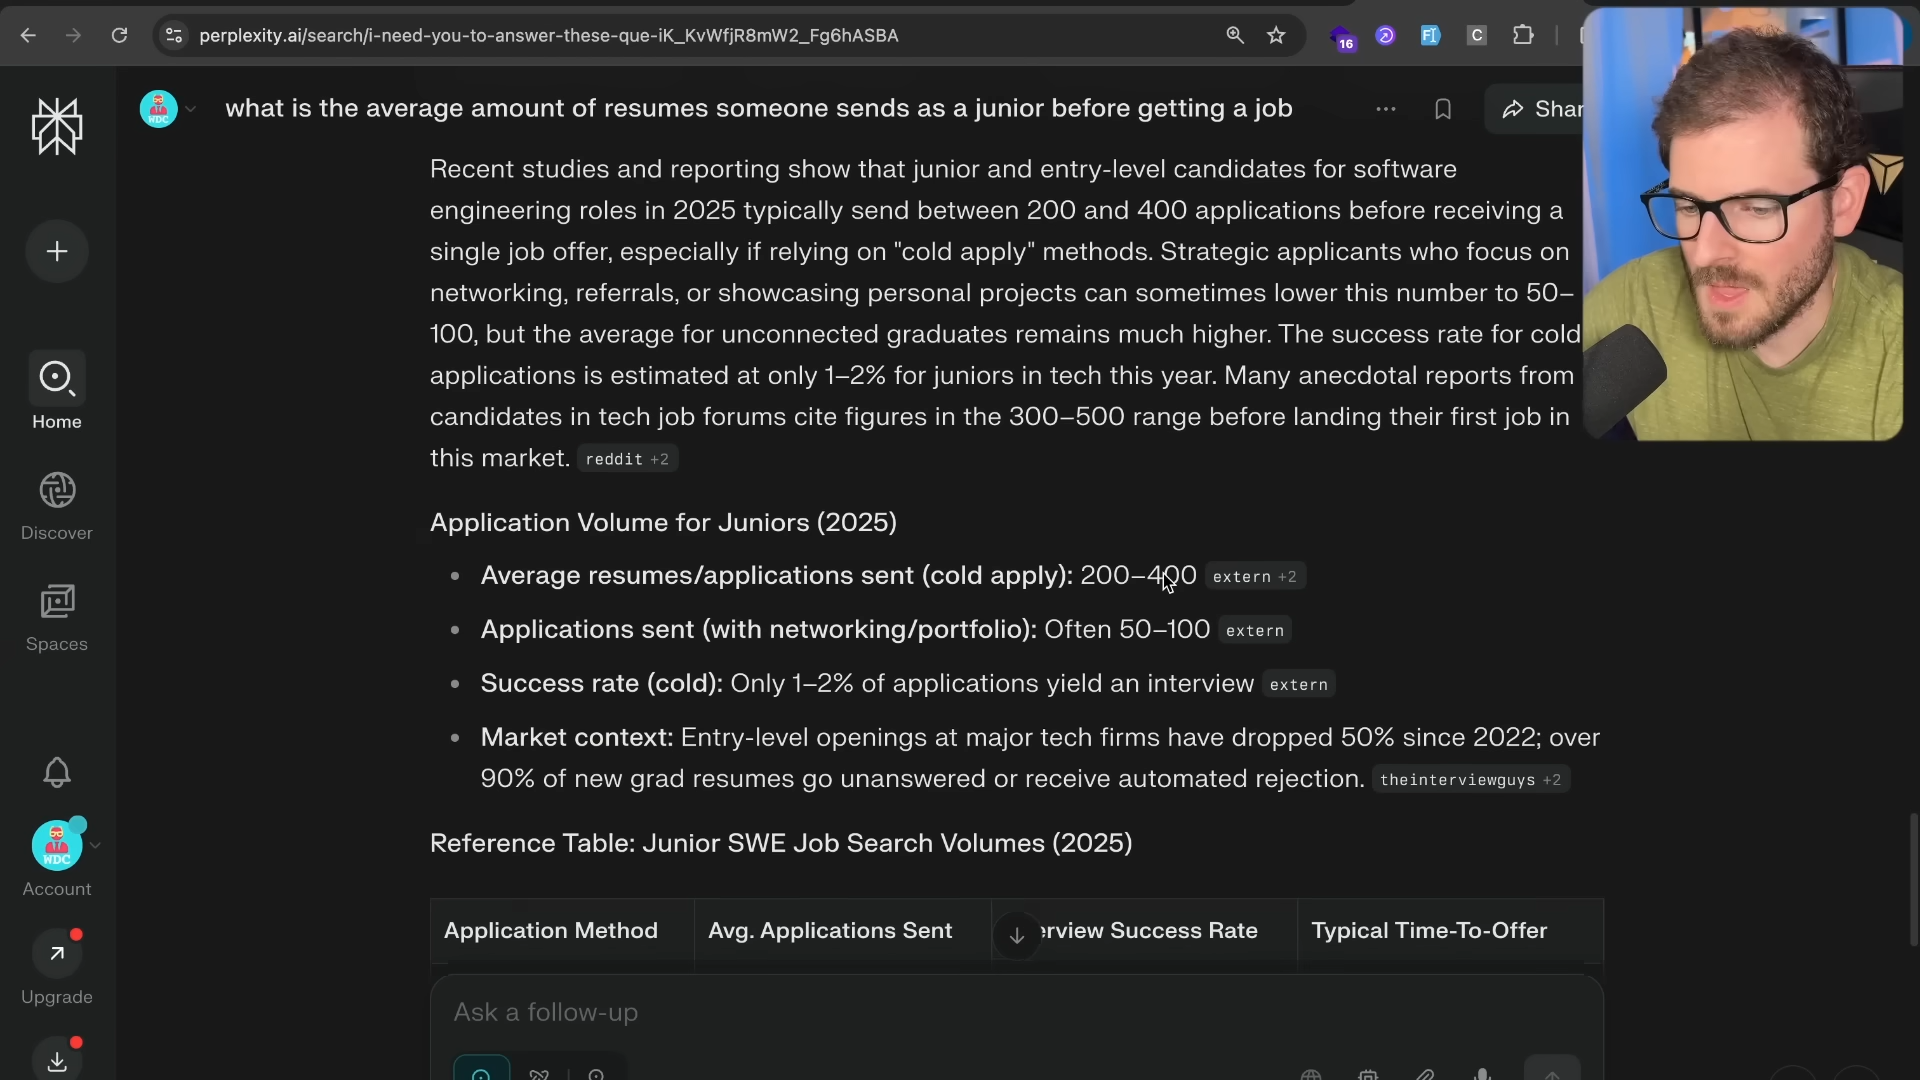 perplexity.ai/search/i-need-you-to-answer-these-que-iK_KvWfjR8mW2_Fg6hASBA
16
C
WDC
what is the average amount of resumes someone sends as a junior before getting a job
Shar
Recent studies and reporting show that junior and entry-level candidates for software
engineering roles in 2025 typically send between 200 and 400 applications before receiving a
single job offer, especially if relying on "cold apply" methods. Strategic applicants who focus on
networking, referrals, or showcasing personal projects can sometimes lower this number to 50–
100, but the average for unconnected graduates remains much higher. The success rate for cold
applications is estimated at only 1–2% for juniors in tech this year. Many anecdotal reports from
candidates in tech job forums cite figures in the 300–500 range before landing their first job in
this market. reddit +2
Application Volume for Juniors (2025)
Average resumes/applications sent (cold apply): 200–400 extern +2
Applications sent (with networking/portfolio): Often 50–100 extern
Success rate (cold): Only 1–2% of applications yield an interview extern
Market context: Entry-level openings at major tech firms have dropped 50% since 2022; over
90% of new grad resumes go unanswered or receive automated rejection. theinterviewguys +2
Reference Table: Junior SWE Job Search Volumes (2025)
Application Method
Avg. Applications Sent
erview Success Rate
Typical Time-To-Offer
Ask a follow-up
Home
Discover
Spaces
WDC
Account
Upgrade